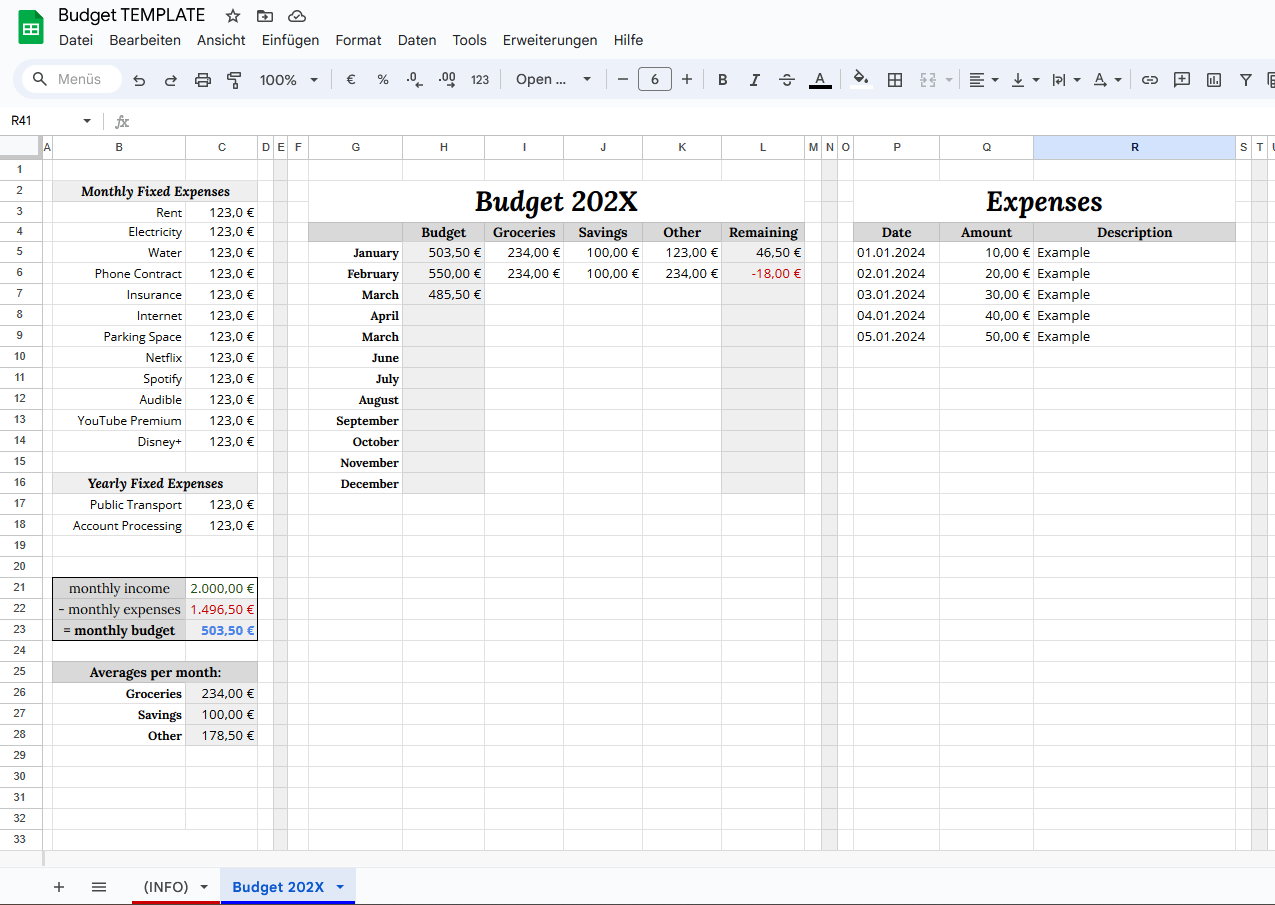 Budget TEMPLATE
Datei Bearbeiten Ansicht Einfügen Format Daten Tools Erweiterungen Hilfe
Menüs 100% € % .0 .00 123 Open ... − 6 + B I S A
R41 fx
A B C D E F G H I J K L M N O P Q R S T
1
2 Monthly Fixed Expenses Budget 202X Expenses
3 Rent 123,0 €
4 Electricity 123,0 € Budget Groceries Savings Other Remaining Date Amount Description
5 Water 123,0 € January 503,50 € 234,00 € 100,00 € 123,00 € 46,50 € 01.01.2024 10,00 € Example
6 Phone Contract 123,0 € February 550,00 € 234,00 € 100,00 € 234,00 € -18,00 € 02.01.2024 20,00 € Example
7 Insurance 123,0 € March 485,50 € 03.01.2024 30,00 € Example
8 Internet 123,0 € April 04.01.2024 40,00 € Example
9 Parking Space 123,0 € March 05.01.2024 50,00 € Example
10 Netflix 123,0 € June
11 Spotify 123,0 € July
12 Audible 123,0 € August
13 YouTube Premium 123,0 € September
14 Disney+ 123,0 € October
15 November
16 Yearly Fixed Expenses December
17 Public Transport 123,0 €
18 Account Processing 123,0 €
19
20
21 monthly income 2.000,00 €
22 - monthly expenses 1.496,50 €
23 = monthly budget 503,50 €
24
25 Averages per month:
26 Groceries 234,00 €
27 Savings 100,00 €
28 Other 178,50 €
29
30
31
32
33
+ (INFO) Budget 202X